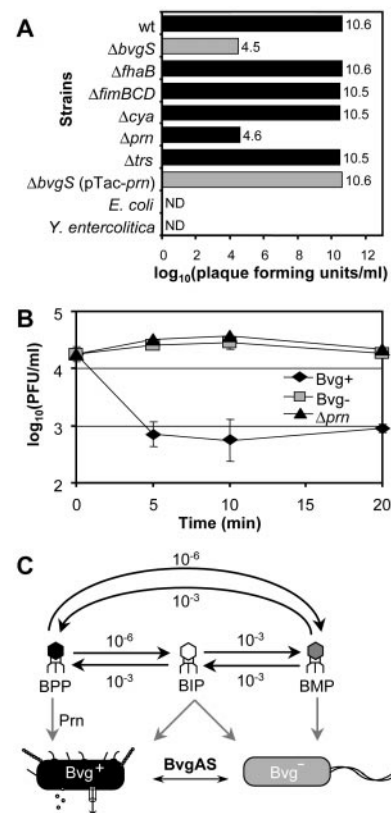 A
Strains
wt 10.6
ΔbvgS 4.5
ΔfhaB 10.6
ΔfimBCD 10.5
Δcya 10.5
Δprn 4.6
Δtrs 10.5
ΔbvgS (pTac-prn) 10.6
E. coli ND
Y. entercolitica ND
0 2 4 6 8 10 12
log10(plaque forming units/ml)
B
log10(PFU/ml)
5
4
3
2
Bvg+
Bvg-
Δprn
0 5 10 15 20
Time (min)
C
10-6
10-3
10-6 10-3
10-3 10-3
BPP BIP BMP
Prn
Bvg+ BvgAS Bvg−